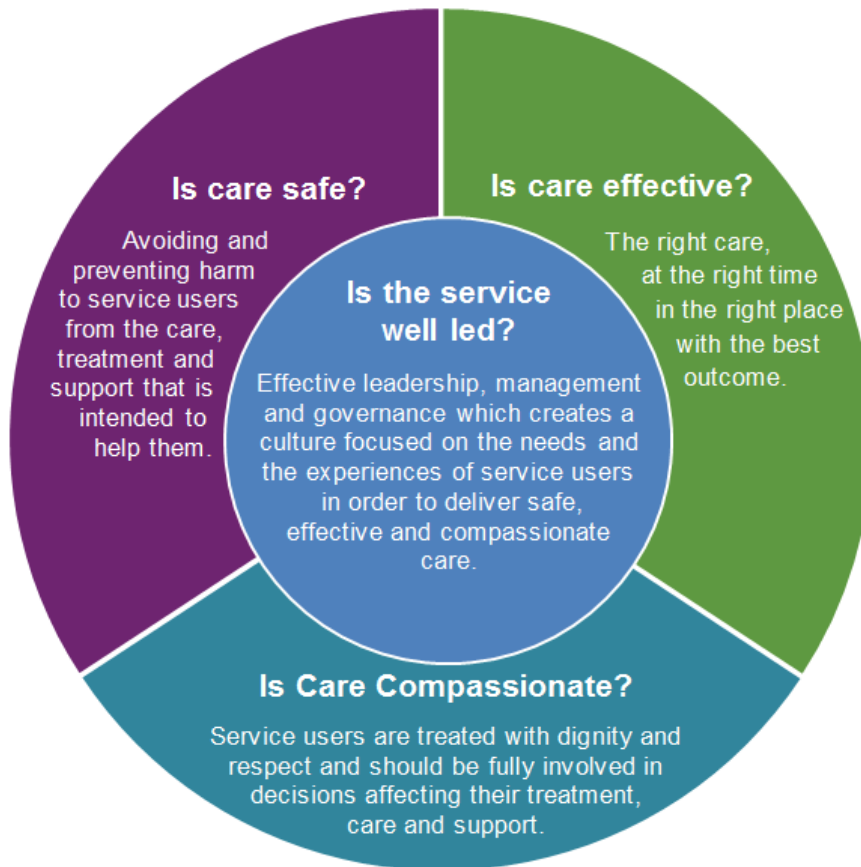 Is care safe?
Avoiding and
preventing harm
to service users
from the care,
treatment and
support that is
intended to
help them.
Is care effective?
The right care,
at the right time
in the right place
with the best
outcome.
Is the service
well led?
Effective leadership, management
and governance which creates a
culture focused on the needs and
the experiences of service users
in order to deliver safe,
effective and compassionate
care.
Is Care Compassionate?
Service users are treated with dignity and
respect and should be fully involved in
decisions affecting their treatment,
care and support.